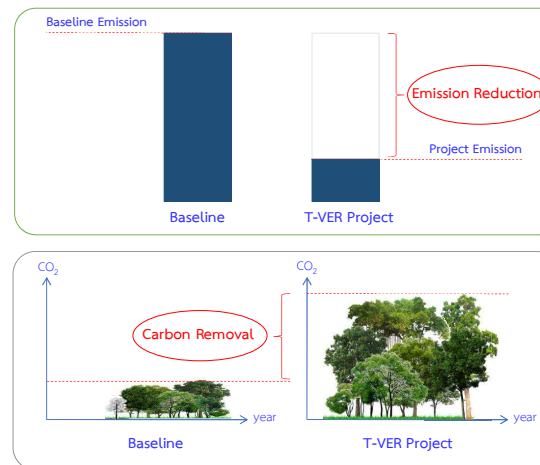 Baseline Emission
Emission Reduction
Project Emission
Baseline
T-VER Project
CO2
CO2
Carbon Removal
year
year
Baseline
T-VER Project